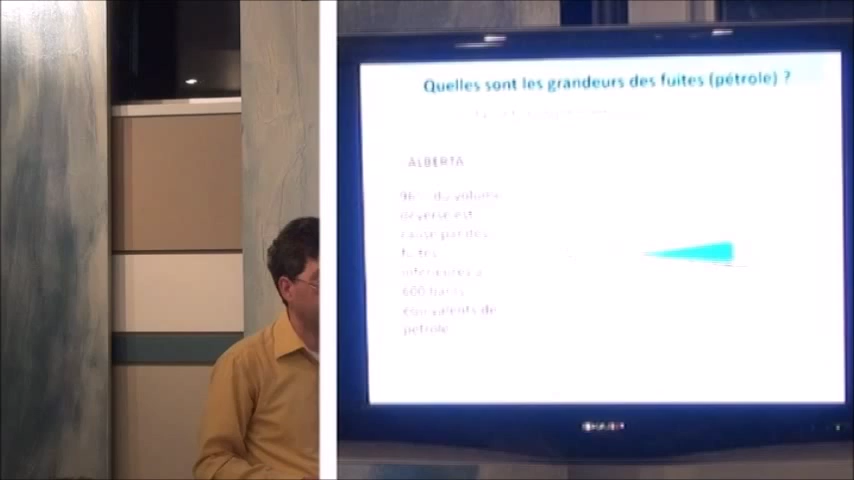 Quelles sont les grandeurs des fuites (pétrole) ?
ALBERTA
96% du volume
déversé est
causé par des
fuites
inférieures à
600 barils
équivalents de
pétrole
SHARP